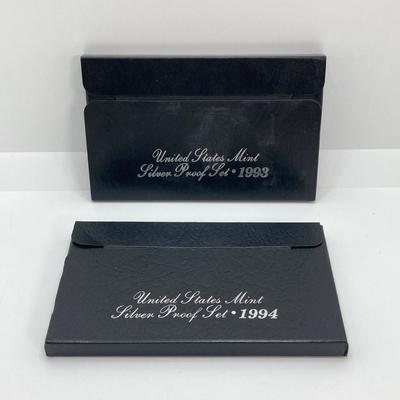 United States Mint
Silver Proof Set • 1993
United States Mint
Silver Proof Set • 1994